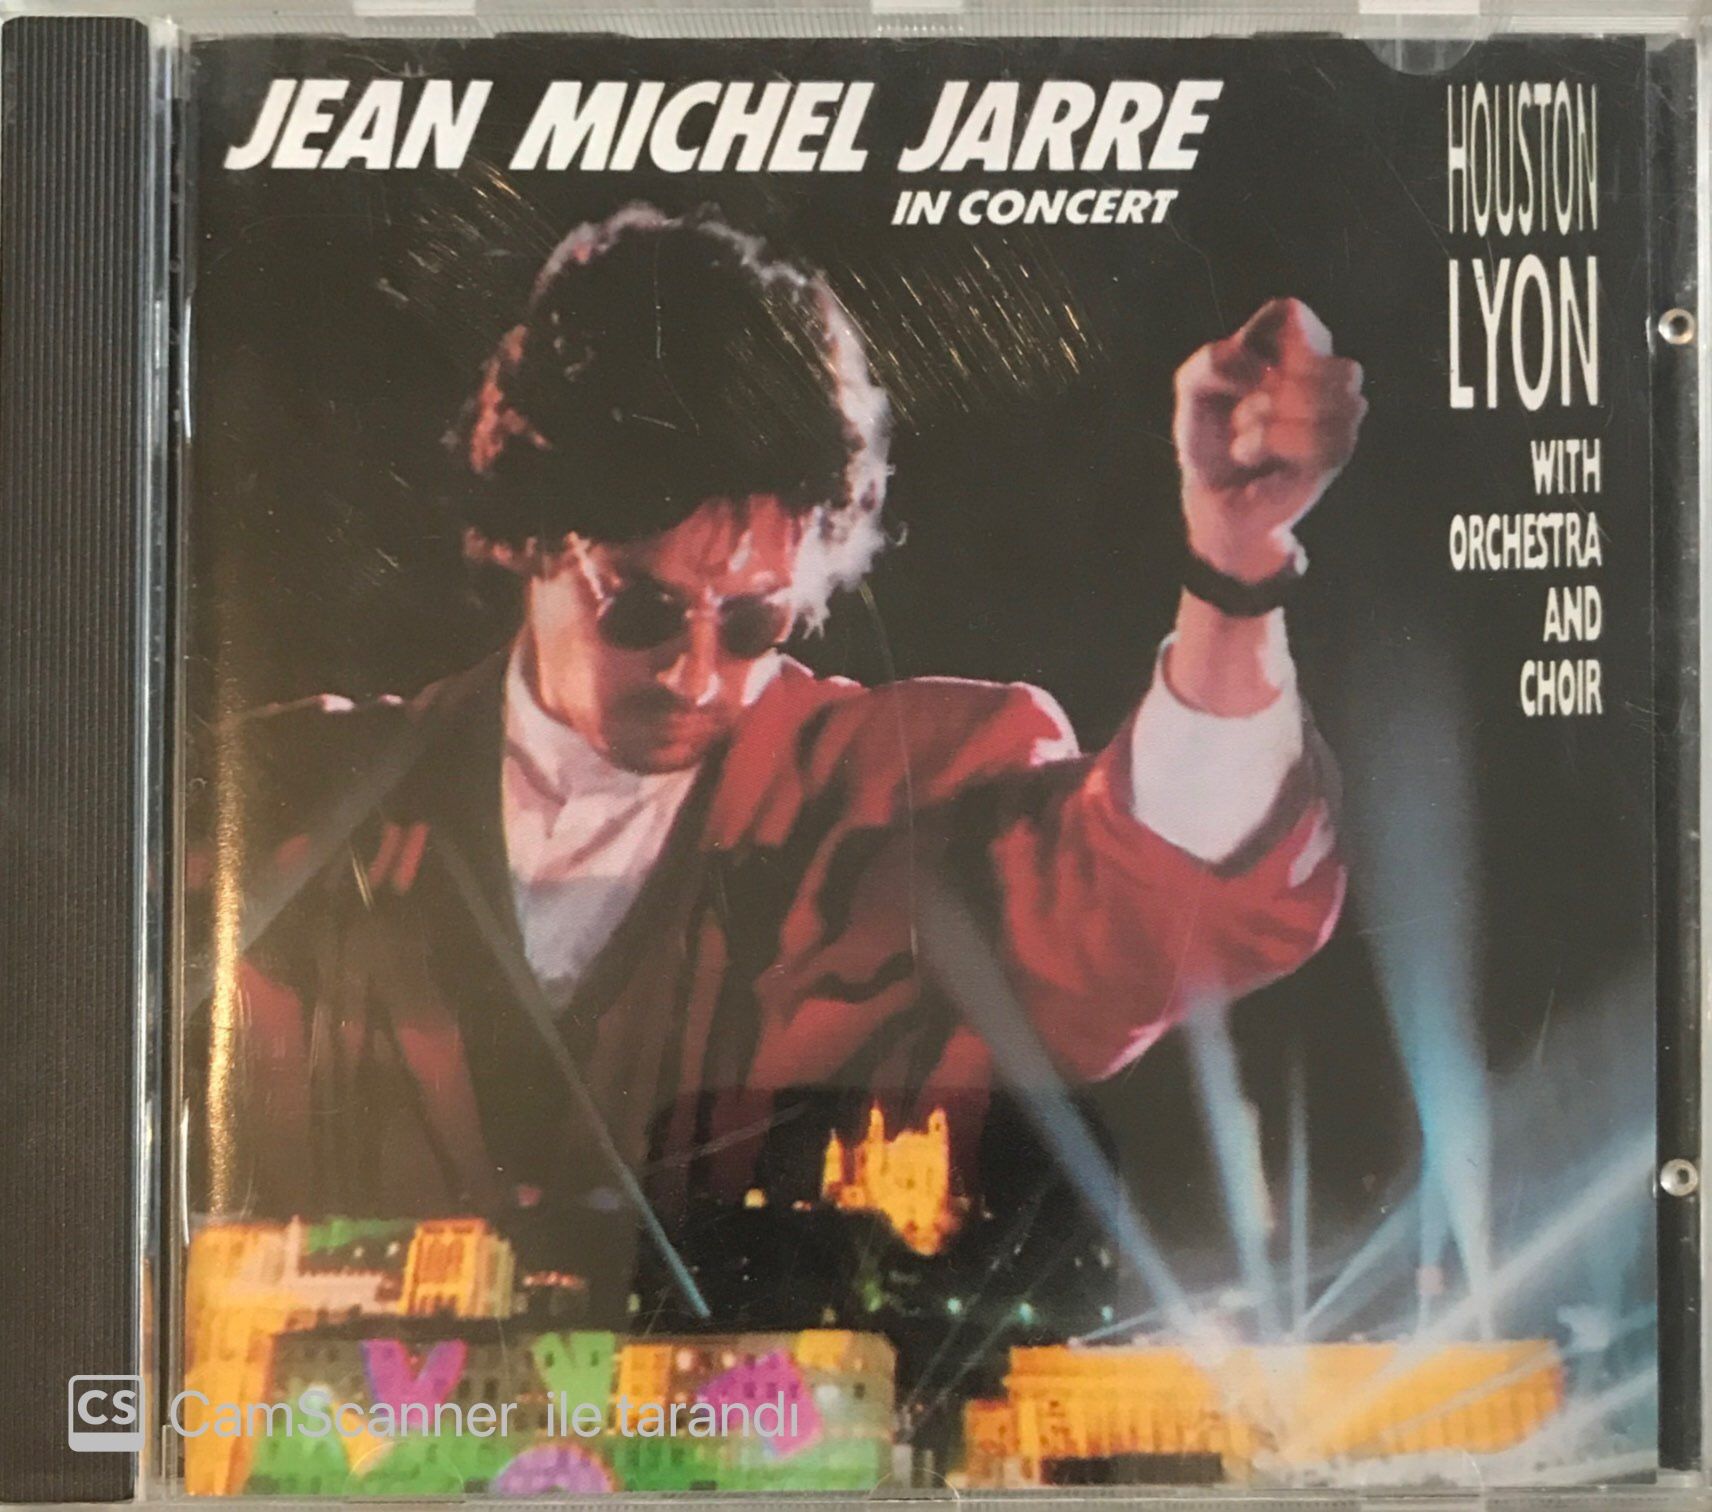 JEAN MICHEL JARRE
IN CONCERT
HOUSTON
LYON
WITH
ORCHESTRA
AND
CHOIR
CS CamScanner ile tarandı